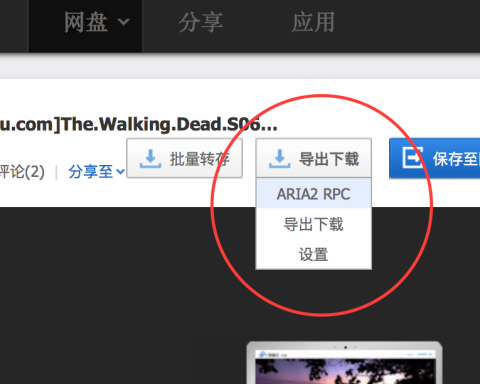 网盘 分享 应用
u.com]The.Walking.Dead.S06...
评论(2) | 分享至 批量转存 导出下载 保存至
ARIA2 RPC
导出下载
设置